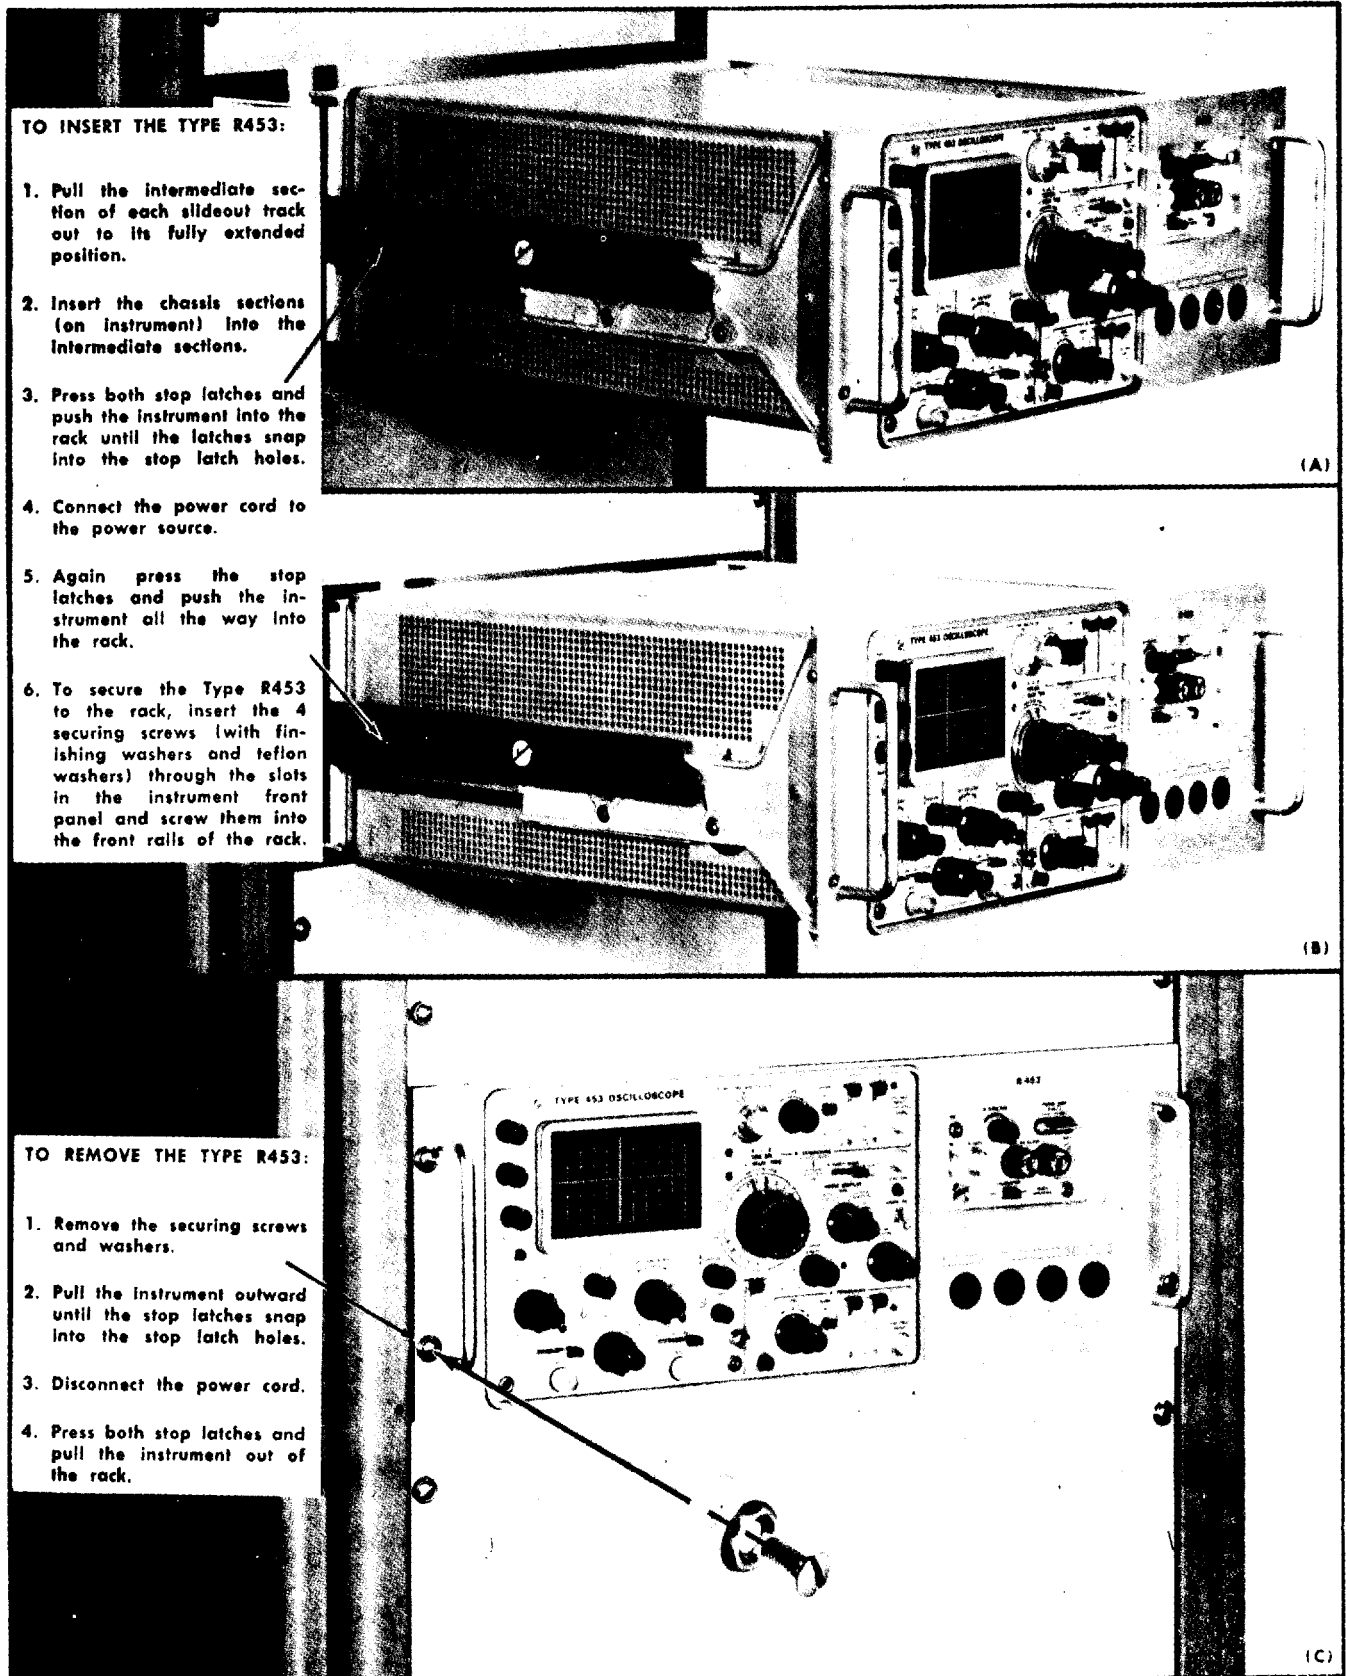 TO INSERT THE TYPE R453:
1. Pull the intermediate sec-
tion of each slideout track
out to its fully extended
position.
2. Insert the chassis sections
(on instrument) into the
intermediate sections.
3. Press both stop latches and
push the instrument into the
rack until the latches snap
into the stop latch holes.
4. Connect the power cord to
the power source.
5. Again press the stop
latches and push the in-
strument all the way into
the rack.
6. To secure the Type R453
to the rack, insert the 4
securing screws (with fin-
ishing washers and teflon
washers) through the slots
in the instrument front
panel and screw them into
the front rails of the rack.
TYPE 453 OSCILLOSCOPE
(A)
TYPE 453 OSCILLOSCOPE
(B)
TO REMOVE THE TYPE R453:
1. Remove the securing screws
and washers.
2. Pull the instrument outward
until the stop latches snap
into the stop latch holes.
3. Disconnect the power cord.
4. Press both stop latches and
pull the instrument out of
the rack.
TYPE 453 OSCILLOSCOPE
R453
(C)